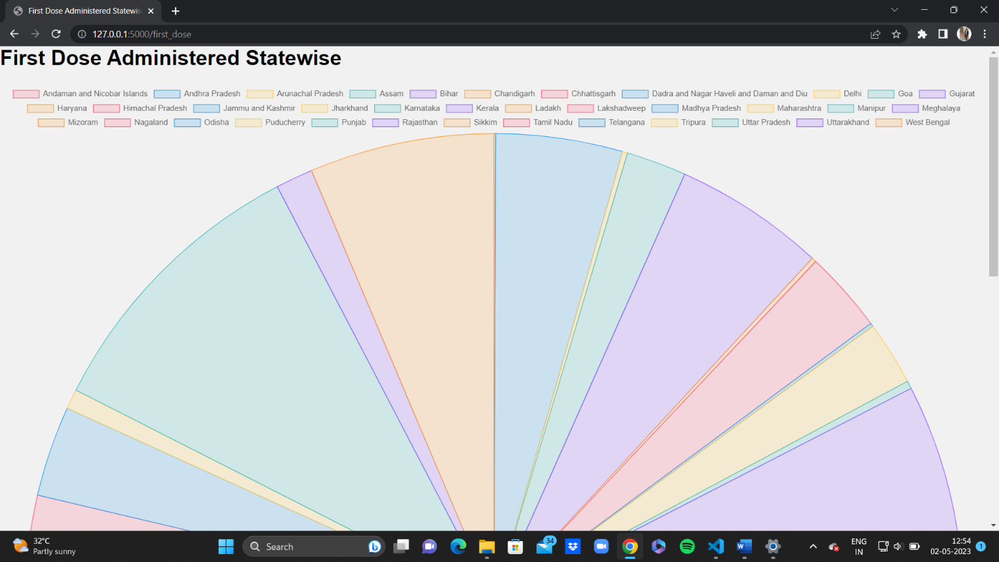 First Dose Administered Statewis
127.0.0.1:5000/first_dose
First Dose Administered Statewise
Andaman and Nicobar Islands Andhra Pradesh Arunachal Pradesh Assam Bihar Chandigarh Chhattisgarh Dadra and Nagar Haveli and Daman and Diu Delhi Goa Gujarat
Haryana Himachal Pradesh Jammu and Kashmir Jharkhand Karnataka Kerala Ladakh Lakshadweep Madhya Pradesh Maharashtra Manipur Meghalaya
Mizoram Nagaland Odisha Puducherry Punjab Rajasthan Sikkim Tamil Nadu Telangana Tripura Uttar Pradesh Uttarakhand West Bengal
32°C
Partly sunny
Search
34
ENG
IN
12:54
02-05-2023
1